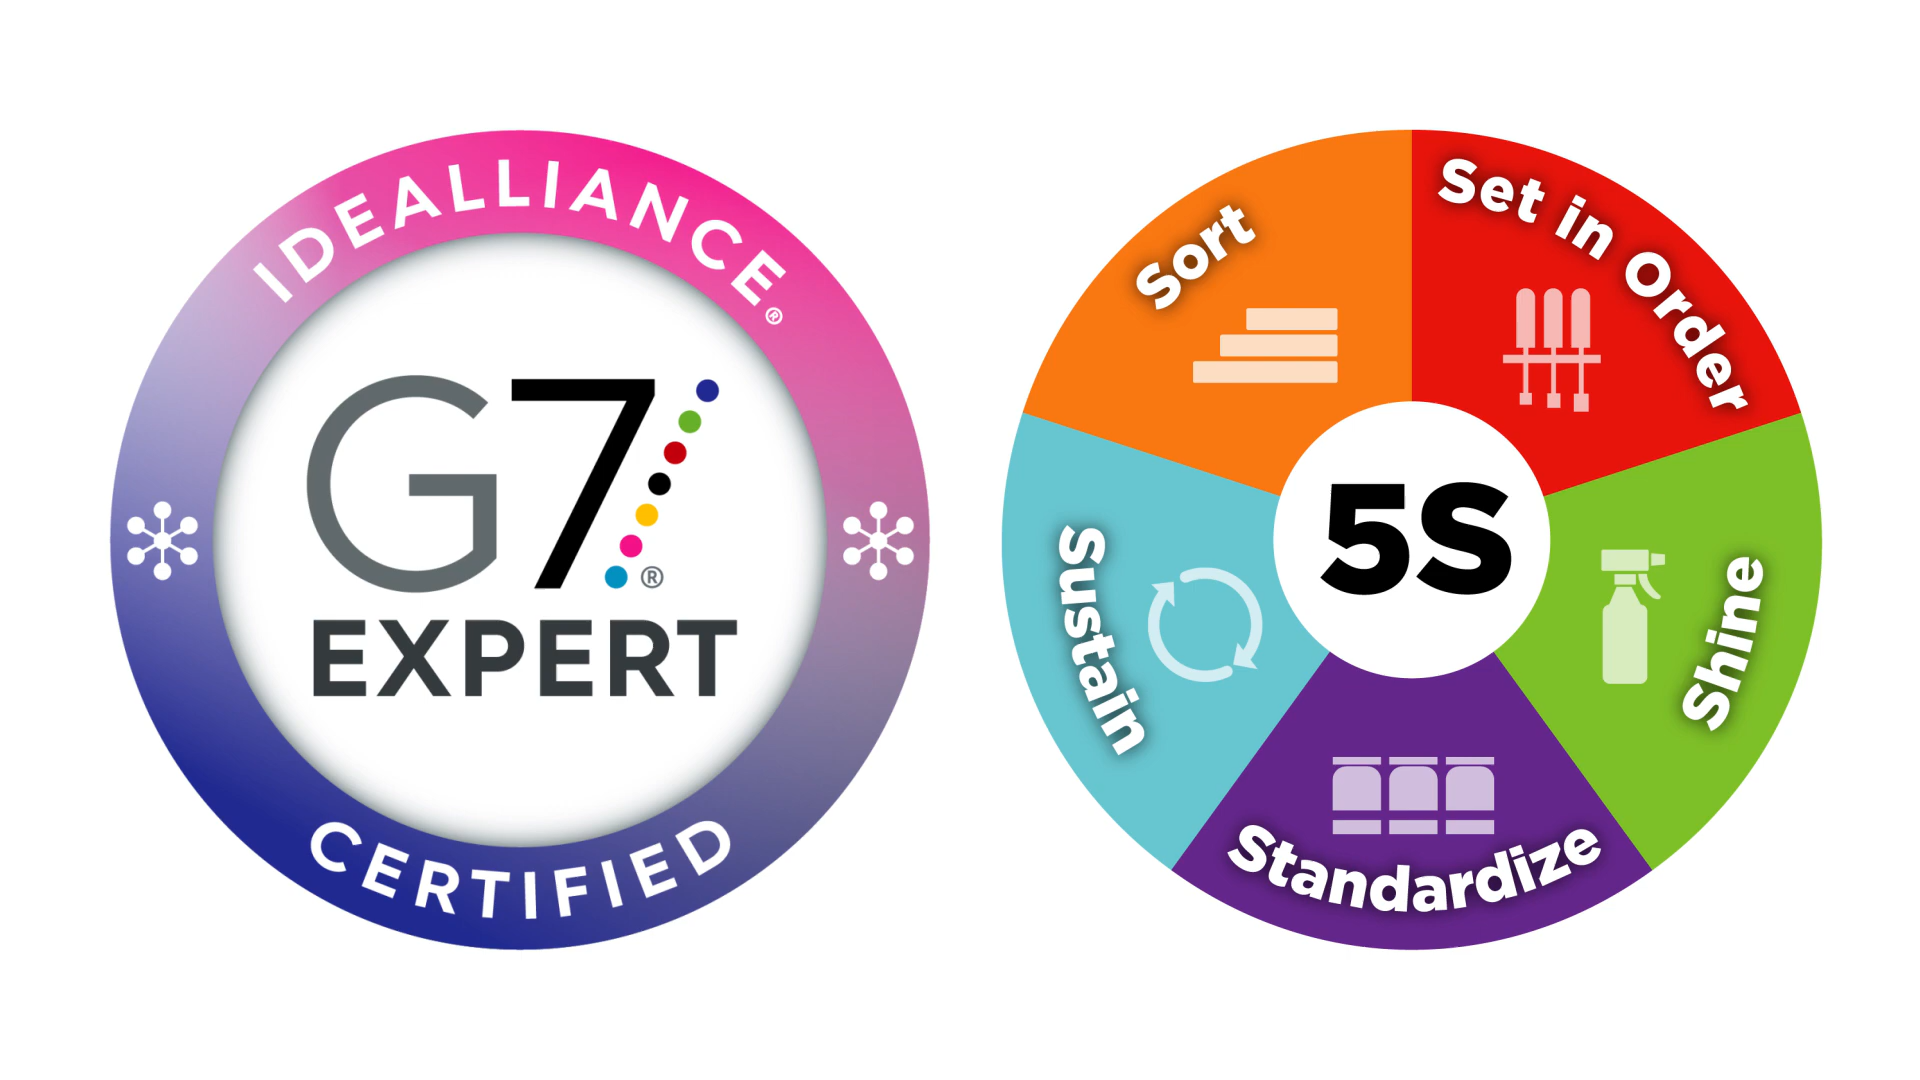 IDEALLIANCE®
G7®
EXPERT
CERTIFIED
Sort
Set in Order
Shine
Standardize
Sustain
5S